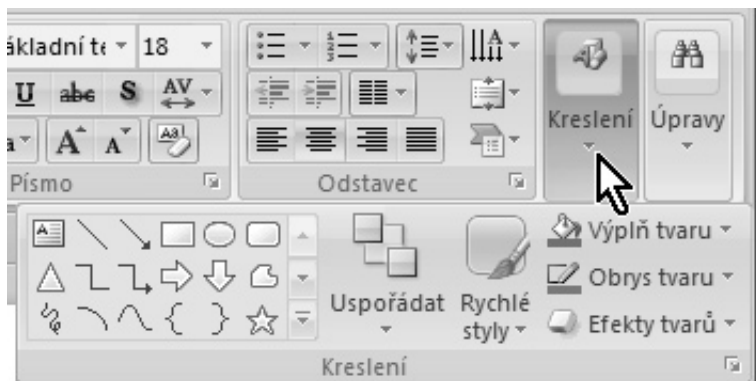 ákladní te 18
U abc S AV
Aa
Kreslení Úpravy
Písmo Odstavec
Výplň tvaru
Obrys tvaru
Uspořádat Rychlé styly
Efekty tvarů
Kreslení